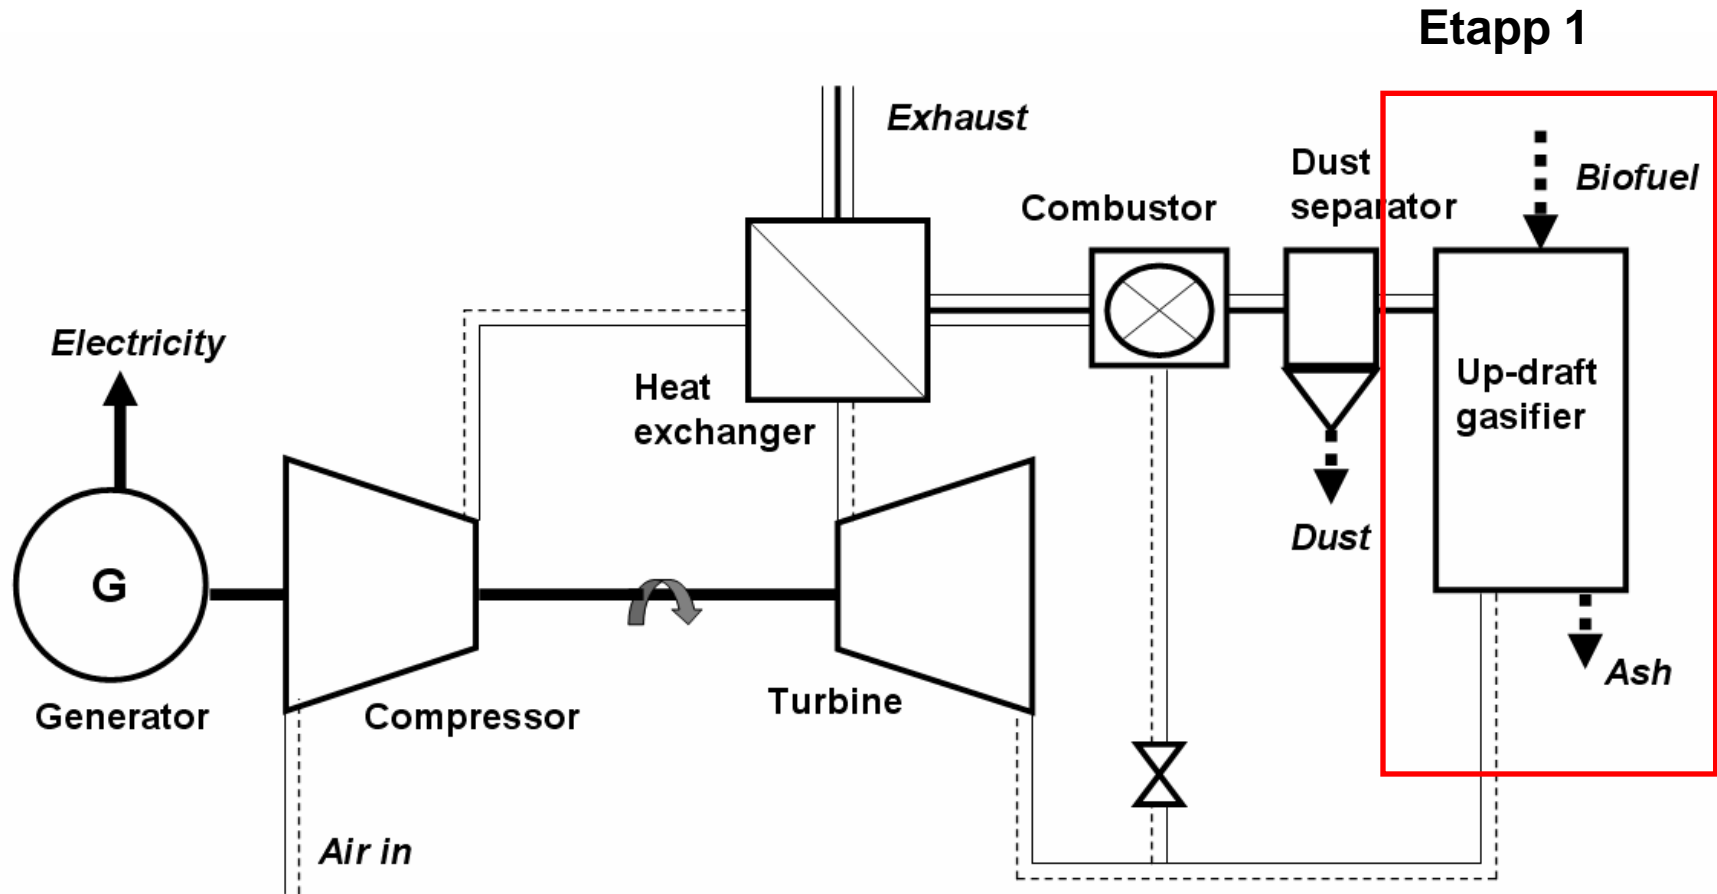 Etapp 1
Exhaust
Dust
separator
Biofuel
Combustor
Electricity
Heat
exchanger
Up-draft
gasifier
Dust
G
Ash
Generator
Compressor
Turbine
Air in